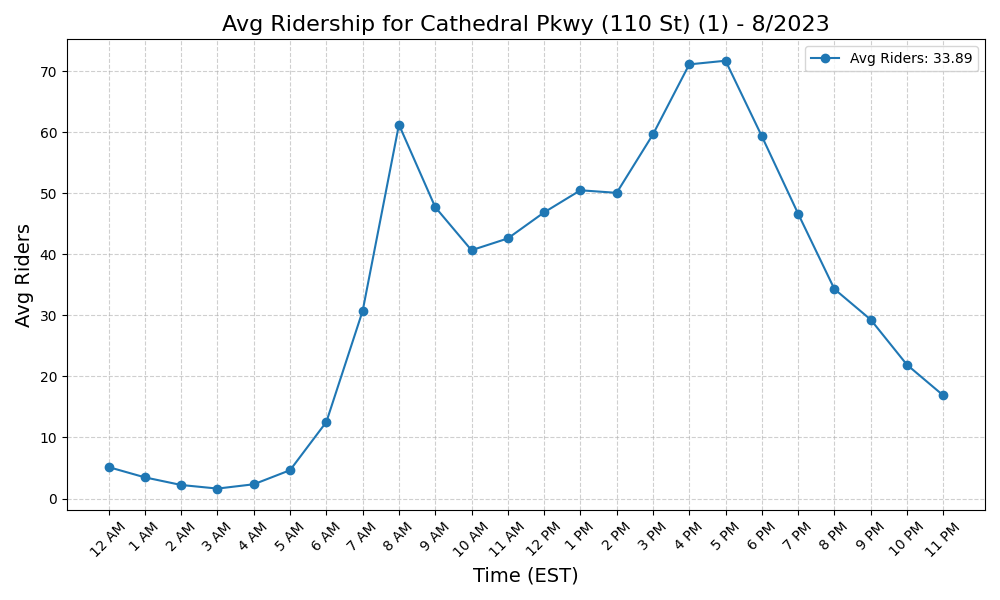 Avg Ridership for Cathedral Pkwy (110 St) (1) - 8/2023
Avg Riders: 33.89
Avg Riders
70
60
50
40
30
20
10
0
12 AM
1 AM
2 AM
3 AM
4 AM
5 AM
6 AM
7 AM
8 AM
9 AM
10 AM
11 AM
12 PM
1 PM
2 PM
3 PM
4 PM
5 PM
6 PM
7 PM
8 PM
9 PM
10 PM
11 PM
Time (EST)